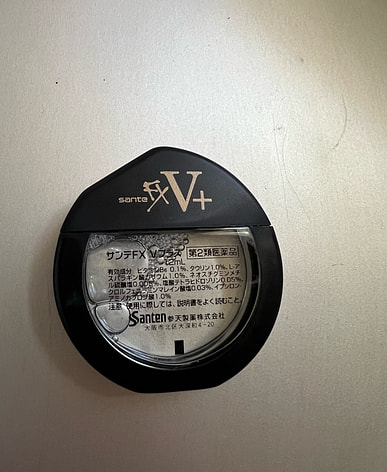 sante FX V+
サンテFX Vプラス 第2類医薬品
12mL
有効成分：ビタミンB6 0.1%、タウリン1.0%、L-ア
スパラギン酸カリウム1.0%、ネオスチグミンメチ
ル硫酸塩0.005%、塩酸テトラヒドロゾリン0.05%、
クロルフェニラミンマレイン酸塩0.03%、イプシロン-
アミノカプロン酸1.0%
注意：使用に際しては、説明書をよく読むこと。
Santen 参天製薬株式会社
大阪市北区大深町4-20